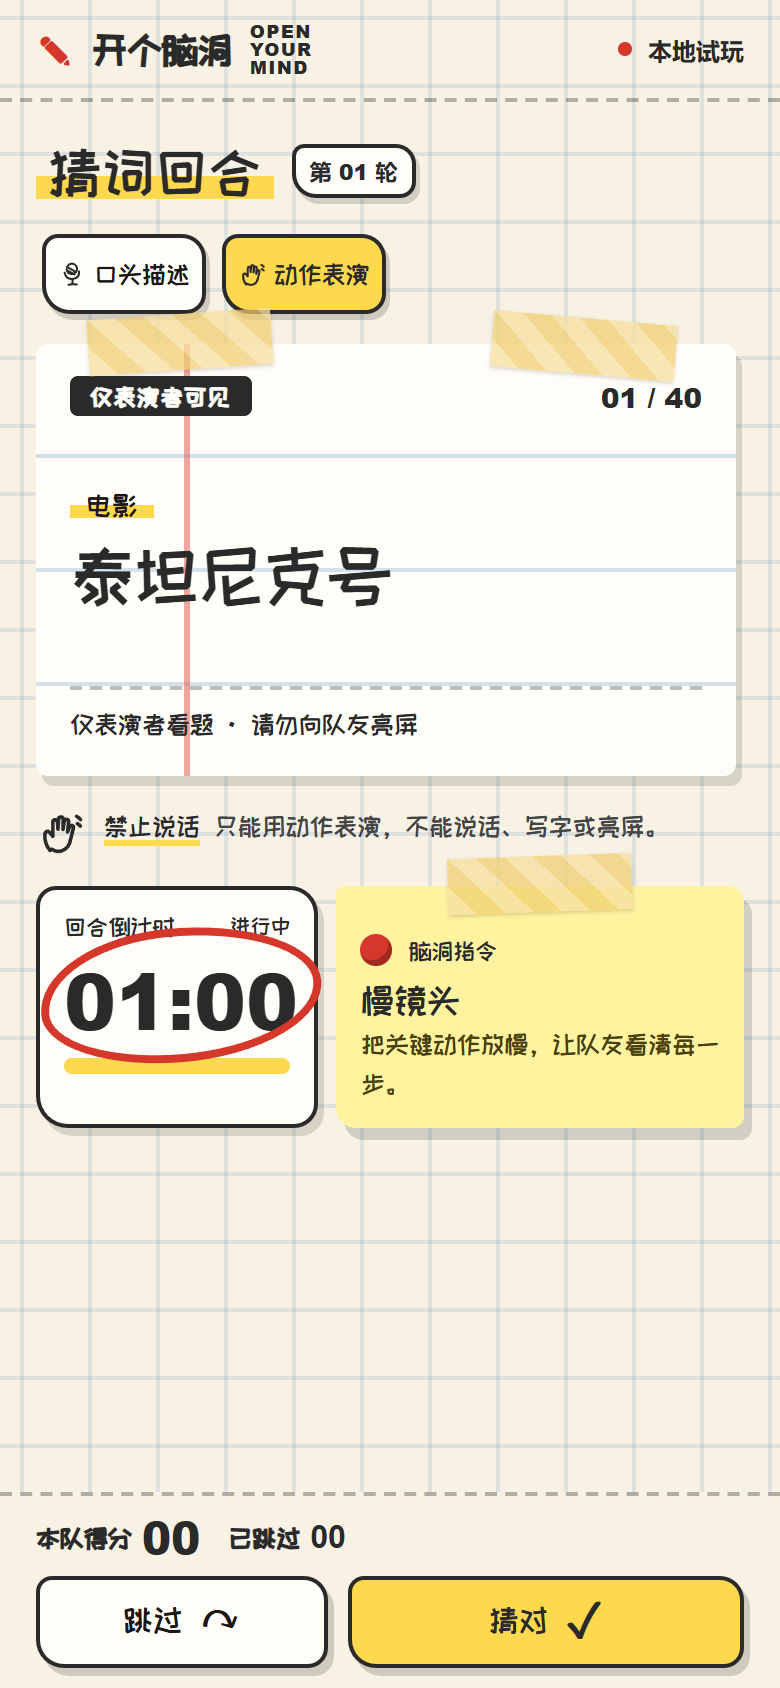 开个脑洞
OPEN
YOUR
MIND
本地试玩
猜词回合
第 01 轮
口头描述
动作表演
仅表演者可见
01 / 40
电影
泰坦尼克号
仅表演者看题 · 请勿向队友亮屏
禁止说话 只能用动作表演，不能说话、写字或亮屏。
回合倒计时 进行中
01:00
脑洞指令
慢镜头
把关键动作放慢，让队友看清每一
步。
本队得分 00 已跳过 00
跳过
猜对